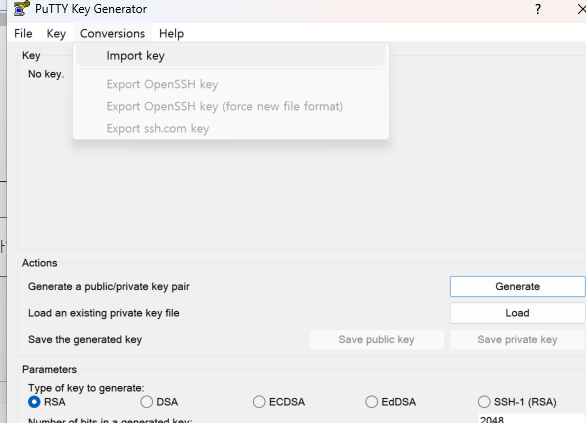 PuTTY Key Generator
?
File Key Conversions Help
Import key
Export OpenSSH key
Export OpenSSH key (force new file format)
Export ssh.com key
Key
No key.
Actions
Generate a public/private key pair
Generate
Load an existing private key file
Load
Save the generated key
Save public key
Save private key
Parameters
Type of key to generate:
RSA
DSA
ECDSA
EdDSA
SSH-1 (RSA)
Number of bits in a generated key:
2048